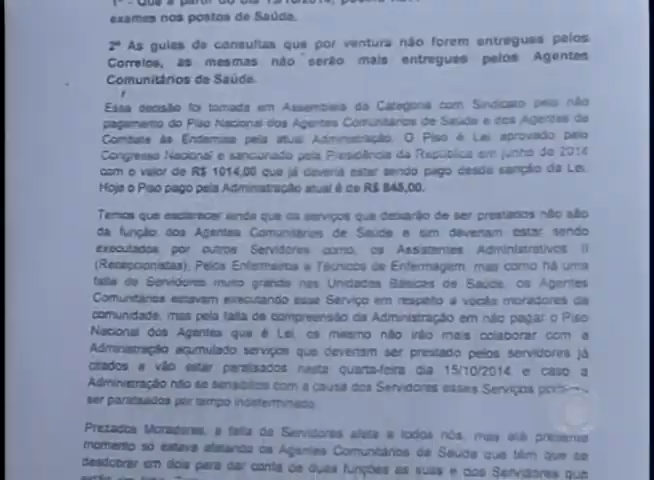 exames nos postos de Saúde.
2º As guias de consultas que por ventura não forem entregues pelos
Correios, as mesmas não serão mais entregues pelos Agentes
Comunitários de Saúde.
Essa decisão foi tomada em Assembleia da Categoria com Sindicato pelo não
pagamento do Piso Nacional dos Agentes Comunitários de Saúde e dos Agentes de
Combate às Endemias pela atual Administração. O Piso é Lei aprovado pelo
Congresso Nacional e sancionado pela Presidência da República em junho de 2014
com o valor de R$ 1014,00 que já deveria estar sendo pago desde sanção da Lei.
Hoje o Piso pago pela Administração atual é de R$ 845,00.
Temos que esclarecer ainda que os serviços que deixarão de ser prestados não são
da função dos Agentes Comunitários de Saúde e sim deveriam estar sendo
executados por outros Servidores como, os Assistentes Administrativos II
(Recepcionistas), Pelos Enfermeiros e Técnicos de Enfermagem, mas como há uma
falta de Servidores muito grande nas Unidades Básicas de Saúde, os Agentes
Comunitários estavam executando esse Serviço em respeito a vocês moradores da
comunidade, mas pela falta de compreensão da Administração em não pagar o Piso
Nacional dos Agentes que é Lei, os mesmo não irão mais colaborar com a
Administração acumulado serviços que deveriam ser prestado pelos servidores já
citados e vão estar paralisados nesta quarta-feira dia 15/10/2014 e caso a
Administração não se sensibilize com a causa dos Servidores esses Serviços
ser paralisados por tempo indeterminado.
Prezados Moradores, a falta de Servidores afeta a todos nós, mas até presente
momento só estava afetando os Agentes Comunitários de Saúde que têm que se
desdobrar em dois para dar conta de duas funções as suas e dos Servidores que